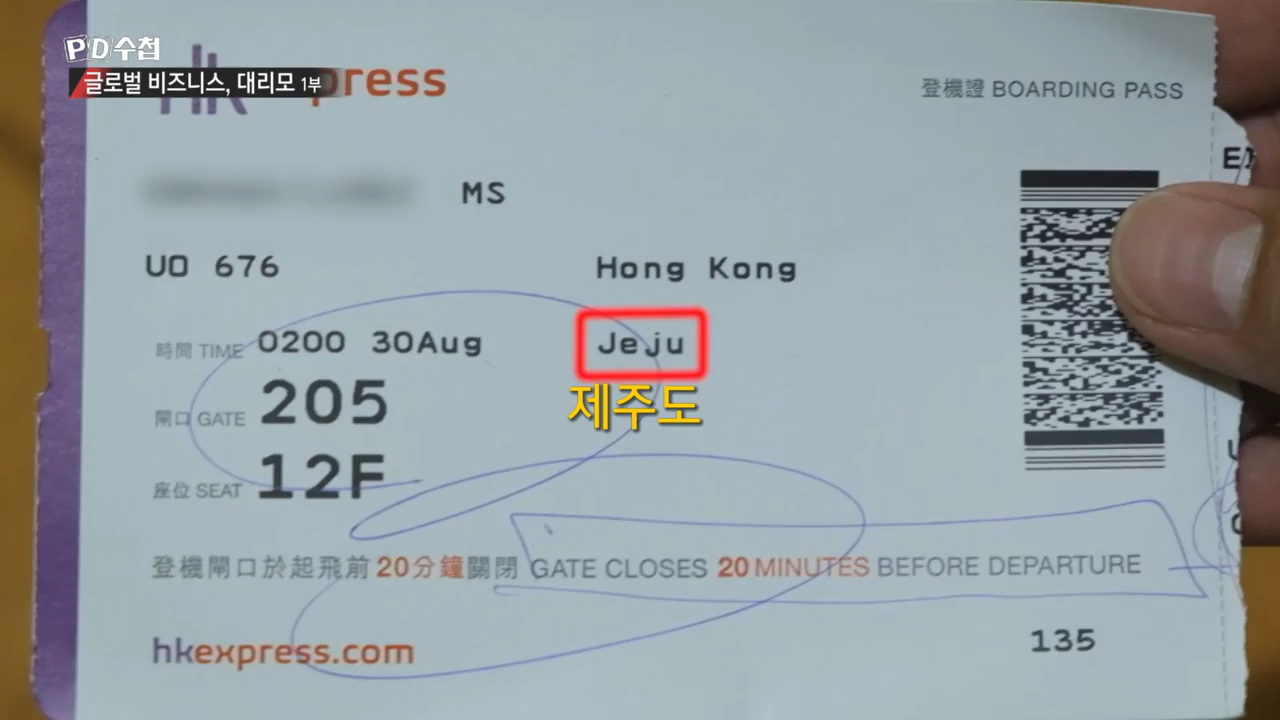 PD수첩
글로벌 비즈니스, 대리모 1부
hk express
登機證 BOARDING PASS
MS
UO 676
Hong Kong
時間 TIME 0200 30Aug
Jeju
제주도
閘口 GATE 205
座位 SEAT 12F
登機閘口於起飛前20分鐘關閉 GATE CLOSES 20 MINUTES BEFORE DEPARTURE
hkexpress.com
135